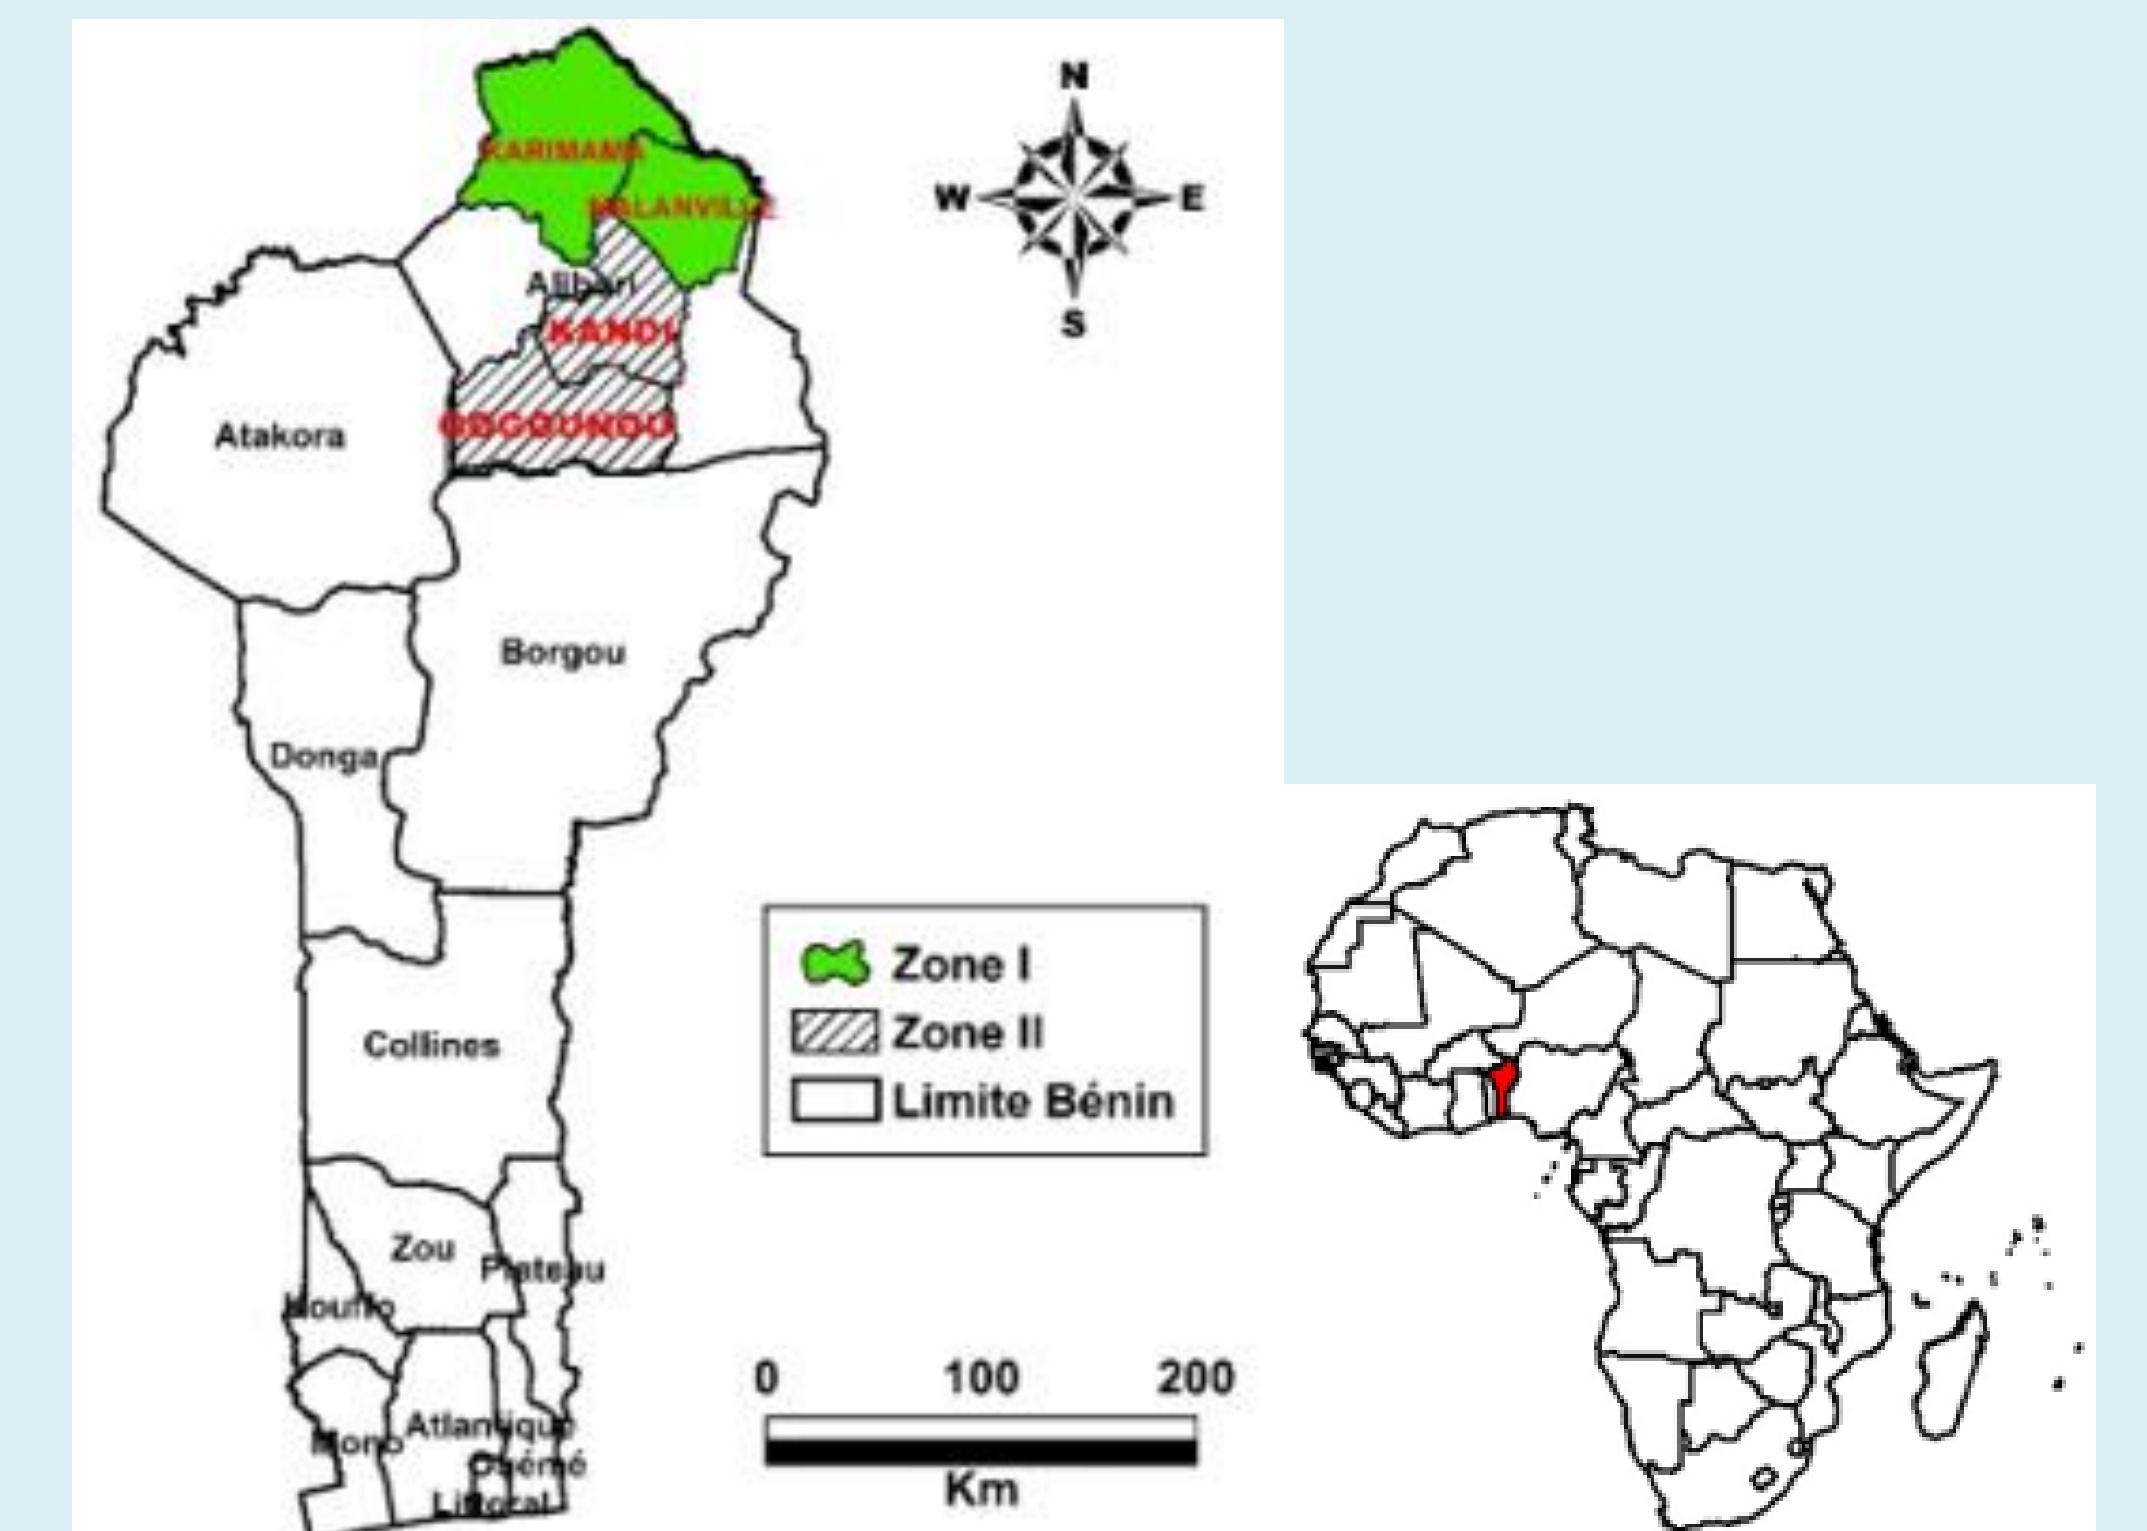 N
W
E
S
KARIMAMA
MALANVILLE
Alibori
KANDI
GOGOUNOU
Atakora
Borgou
Donga
Collines
Zou
Plateau
Kouffo
Mono
Atlantique
Ouémé
Littoral
Zone I
Zone II
Limite Bénin
0 100 200
Km